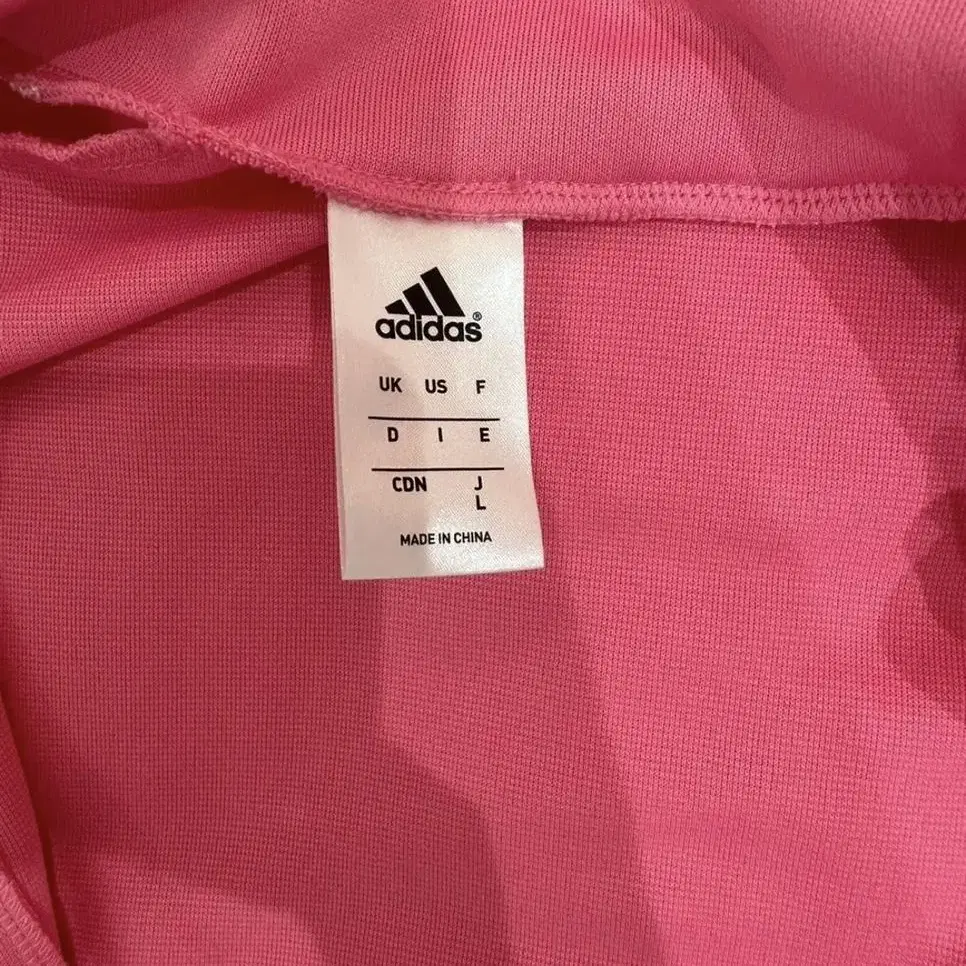 adidas®
UK US F
D I E
CDN J
L
MADE IN CHINA